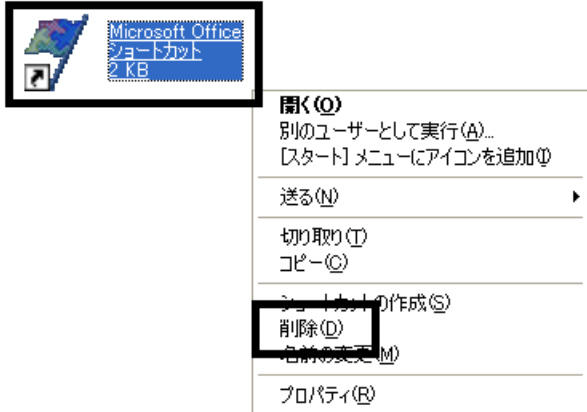 Microsoft Office
ショートカット
2 KB
開く(O)
別のユーザーとして実行(A)...
[スタート] メニューにアイコンを追加(I)
送る(N)
切り取り(T)
コピー(C)
ショートカットの作成(S)
削除(D)
名前の変更(M)
プロパティ(R)